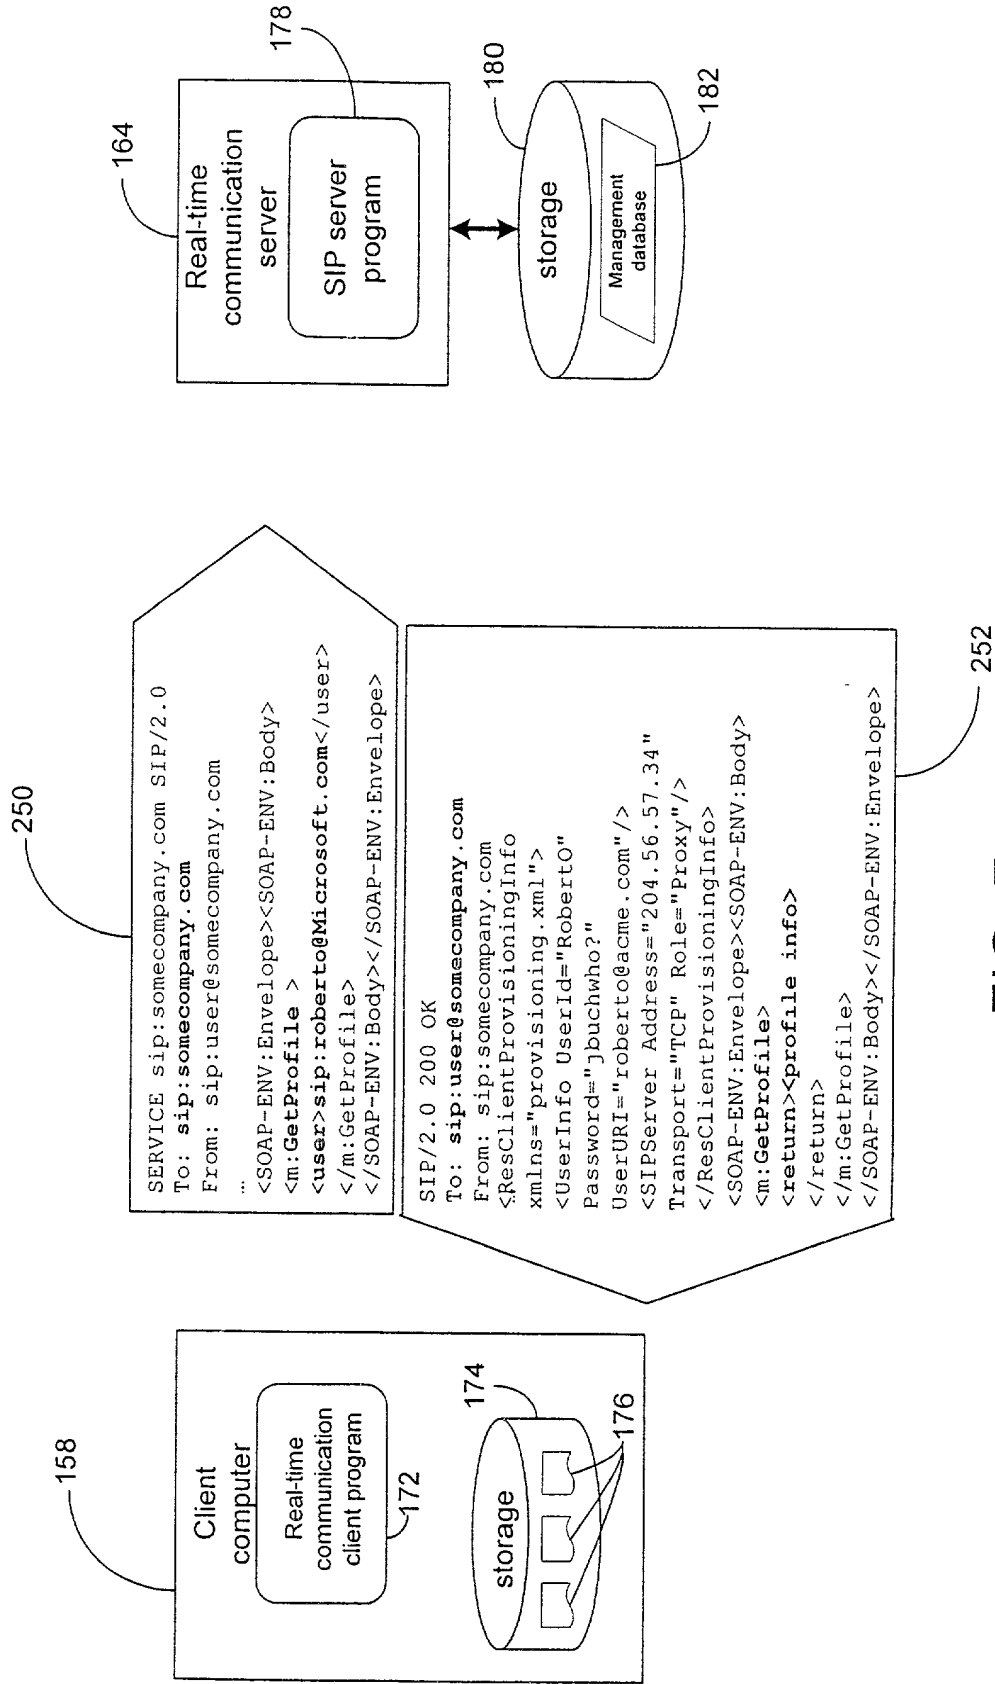 158
Client
computer
Real-time
communication
client program
172
storage
174
176
250
SERVICE sip:somecompany.com SIP/2.0
To: sip:somecompany.com
From: sip:user@somecompany.com
…
<SOAP-ENV:Envelope><SOAP-ENV:Body>
<m:GetProfile >
<user>sip:roberto@Microsoft.com</user>
</m:GetProfile>
</SOAP-ENV:Body></SOAP-ENV:Envelope>
SIP/2.0 200 OK
To: sip:user@somecompany.com
From: sip:somecompany.com
<ResClientProvisioningInfo
xmlns="provisioning.xml">
<UserInfo UserId="RobertO"
Password="jbuchwho?"
UserURI="roberto@acme.com"/>
<SIPServer Address="204.56.57.34"
Transport="TCP" Role="Proxy"/>
</ResClientProvisioningInfo>
<SOAP-ENV:Envelope><SOAP-ENV:Body>
<m:GetProfile>
<return><profile info>
</return>
</m:GetProfile>
</SOAP-ENV:Body></SOAP-ENV:Envelope>
252
164
Real-time
communication
server
178
SIP server
program
180
storage
Management
database
182